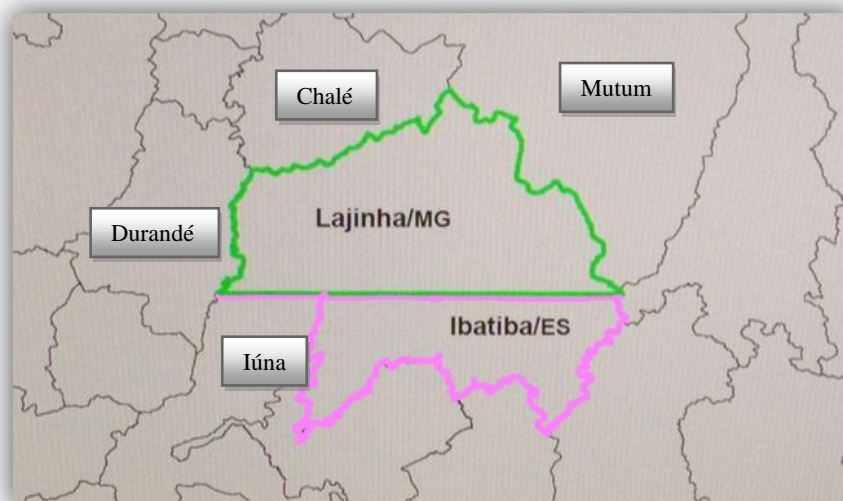 Chalé
Mutum
Lajinha/MG
Durandé
Ibatiba/ES
Iúna